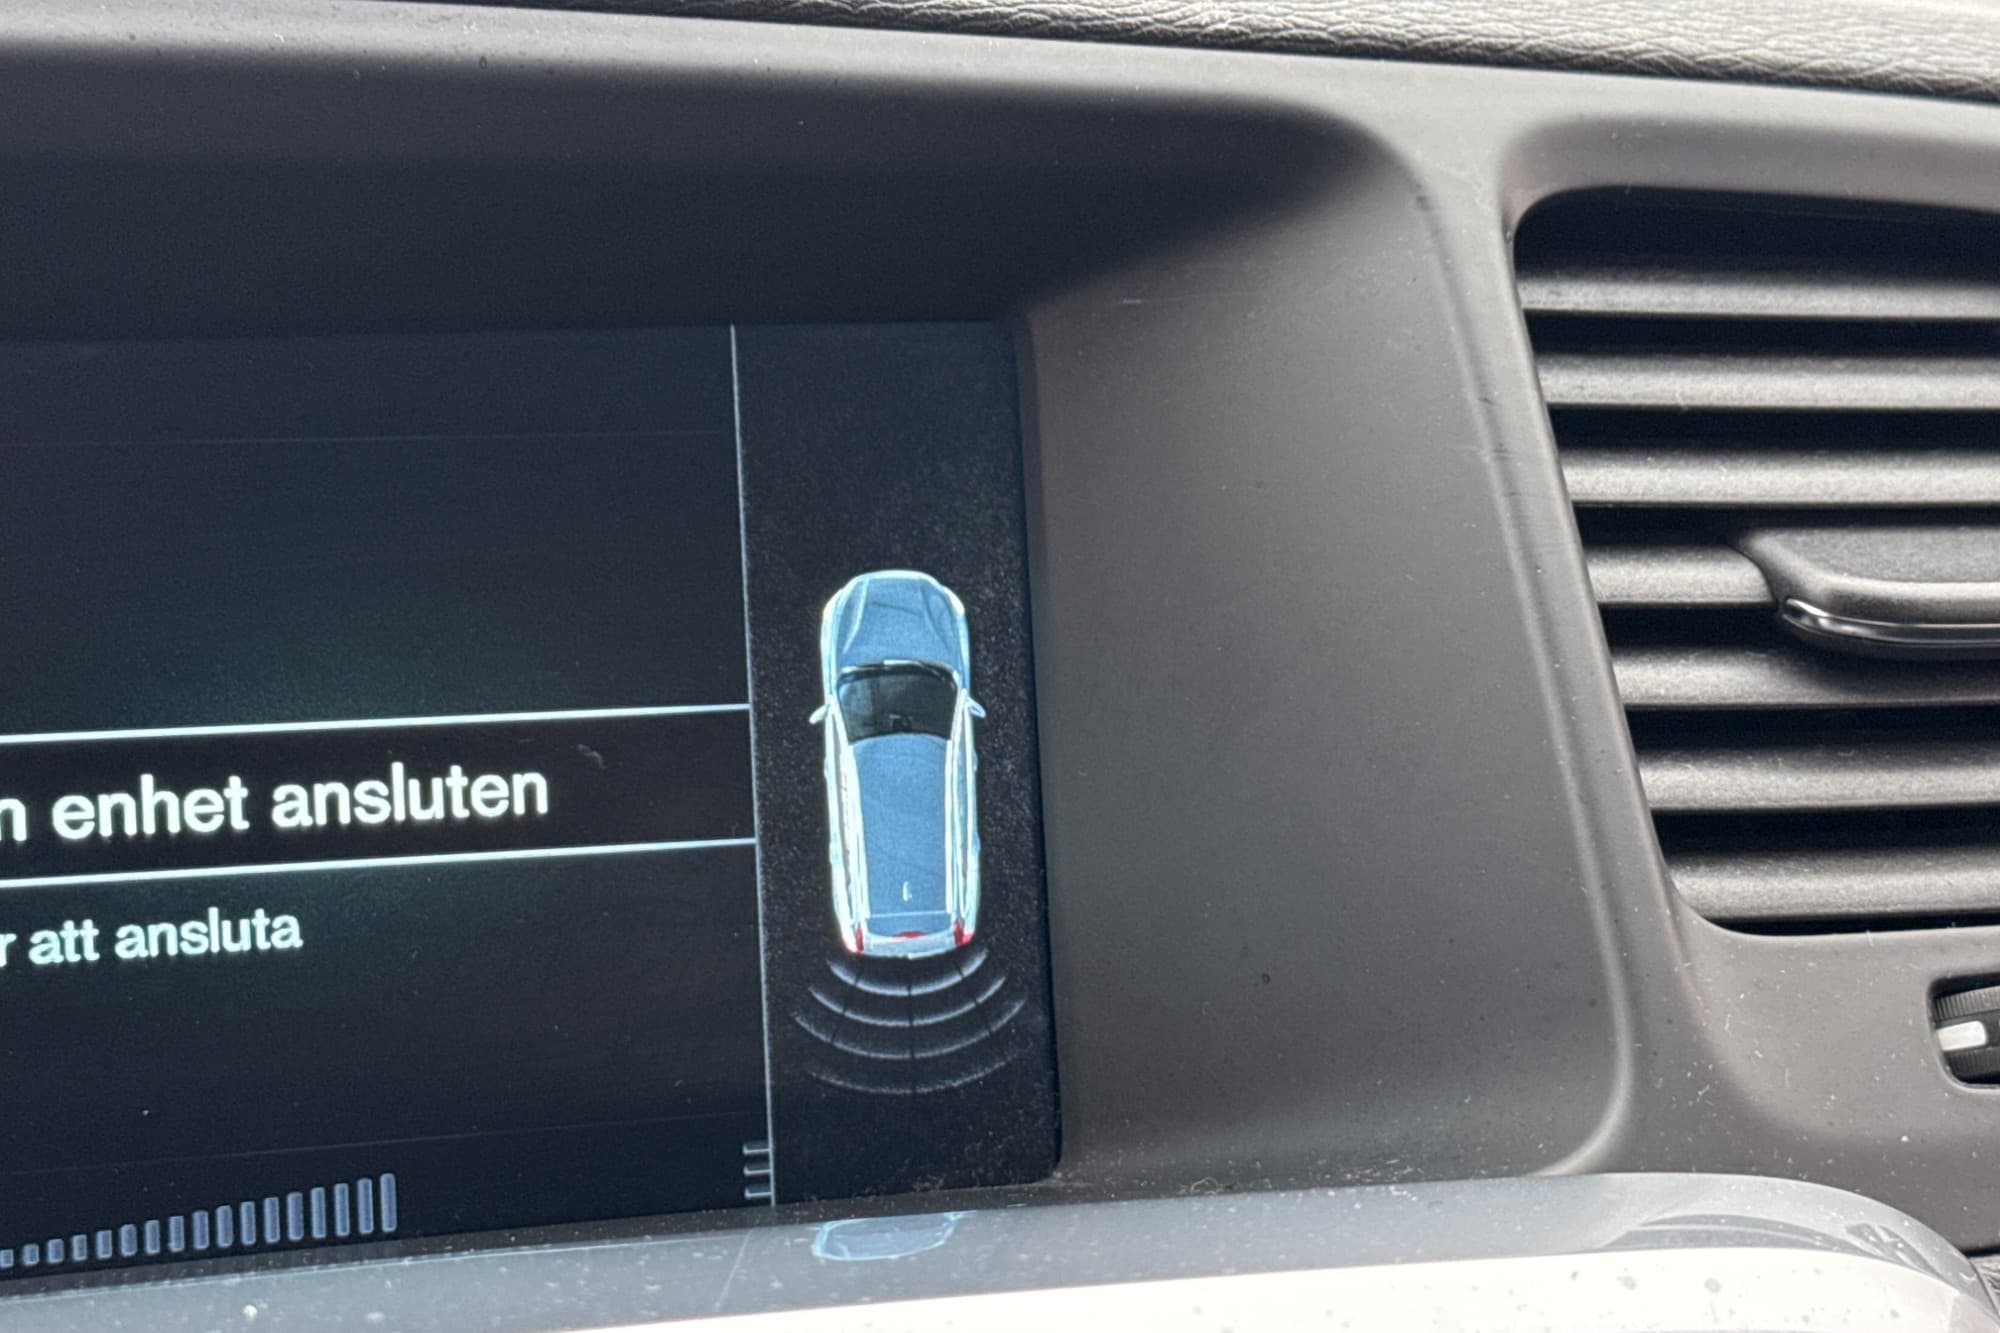 enhet ansluten
att ansluta